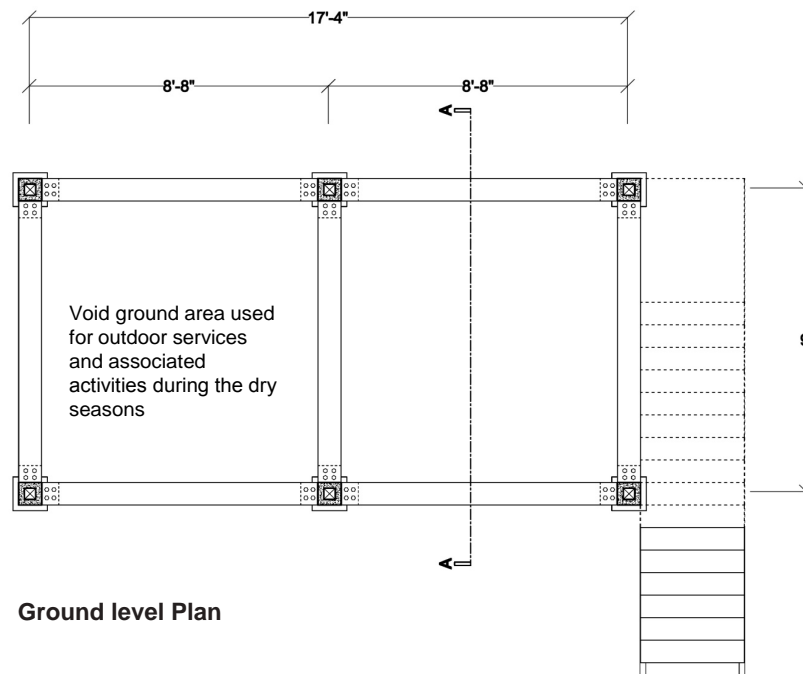 17'-4"
8'-8"
8'-8"
A
Void ground area used
for outdoor services
and associated
activities during the dry
seasons
A
Ground level Plan